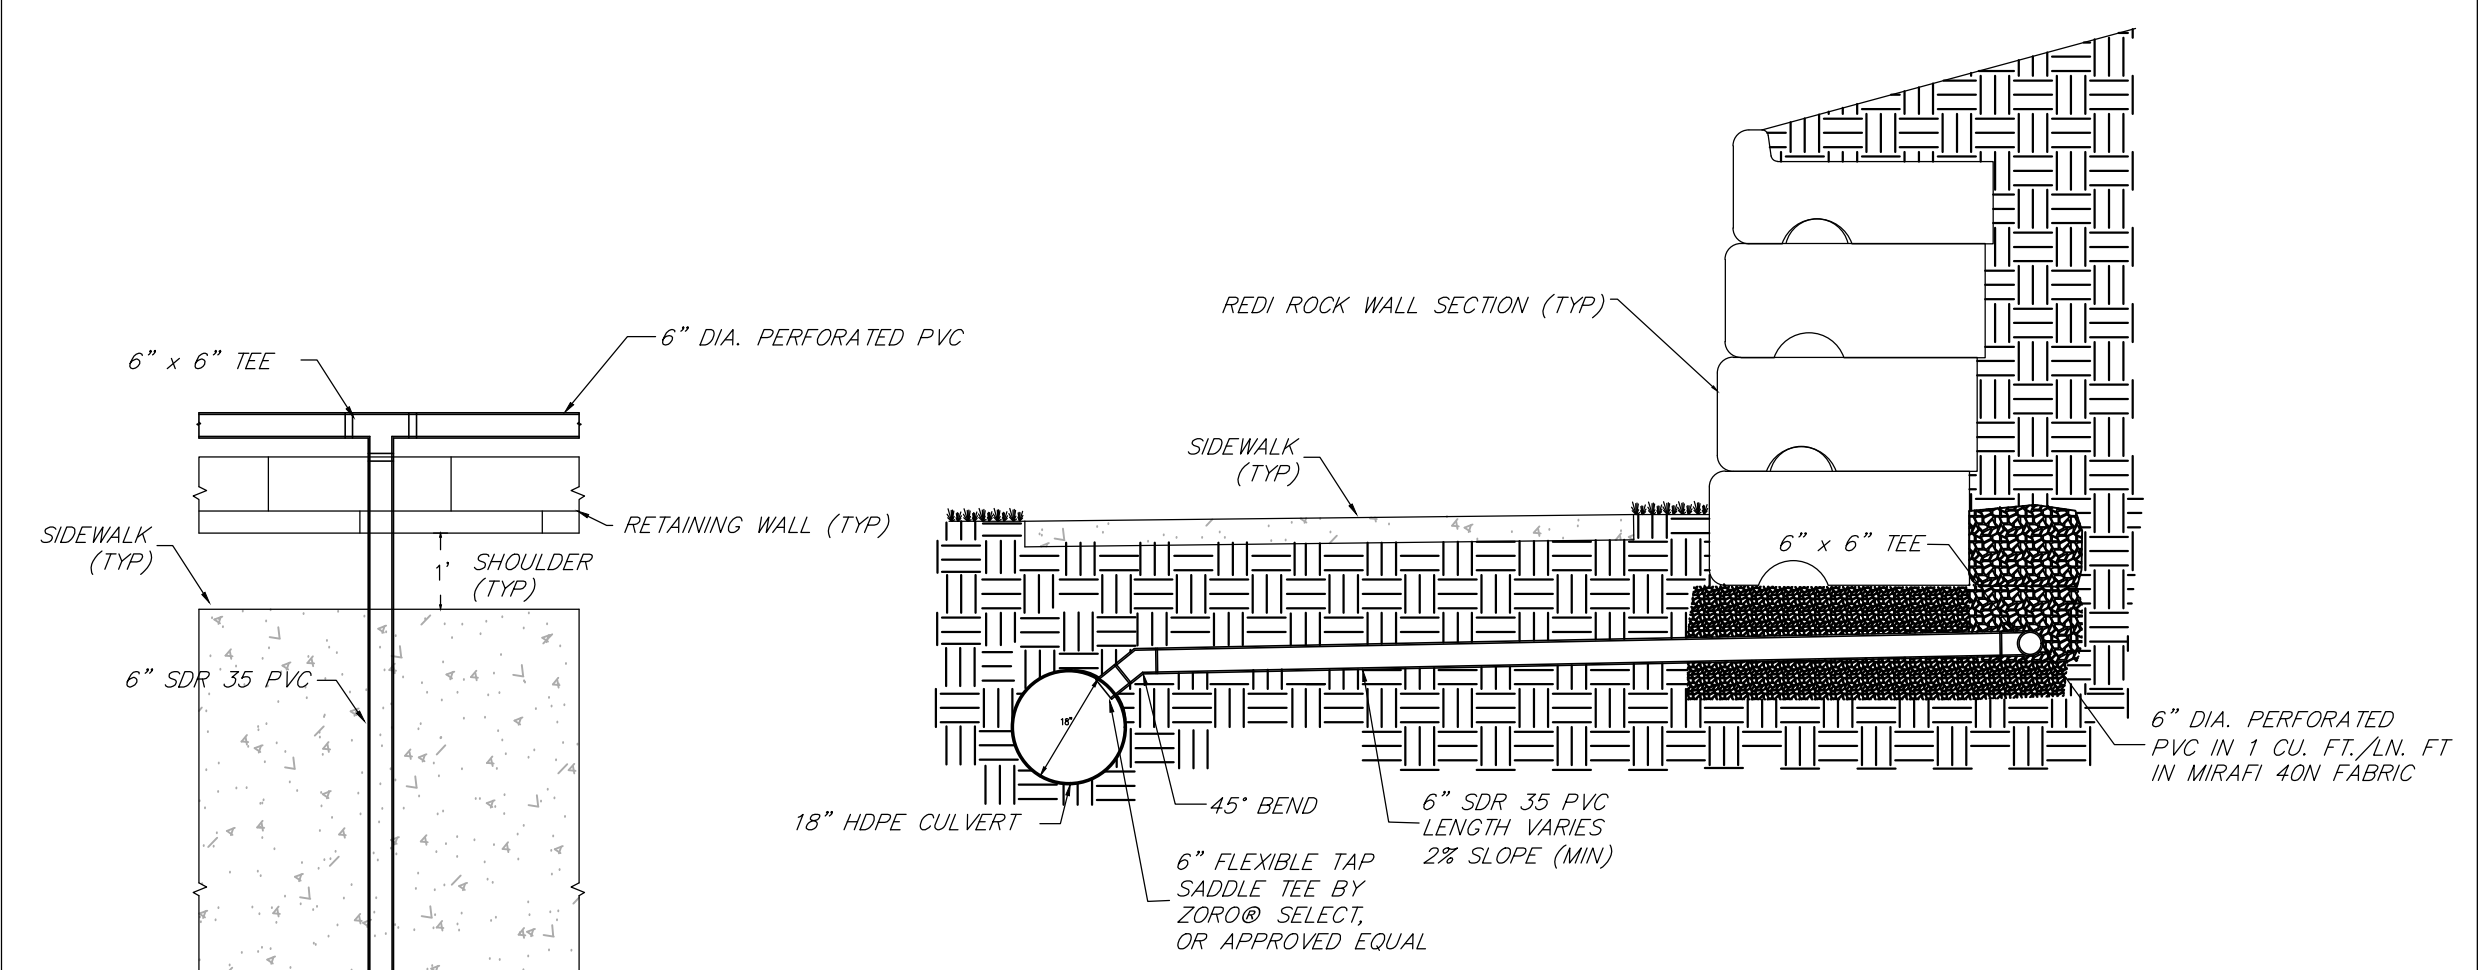 6" x 6" TEE
6" DIA. PERFORATED PVC
SIDEWALK
(TYP)
RETAINING WALL (TYP)
1'
SHOULDER
(TYP)
6" SDR 35 PVC
REDI ROCK WALL SECTION (TYP)
SIDEWALK
(TYP)
6" x 6" TEE
18"
18" HDPE CULVERT
45° BEND
6" FLEXIBLE TAP
SADDLE TEE BY
ZORO® SELECT,
OR APPROVED EQUAL
6" SDR 35 PVC
LENGTH VARIES
2% SLOPE (MIN)
6" DIA. PERFORATED
PVC IN 1 CU. FT./LN. FT
IN MIRAFI 40N FABRIC